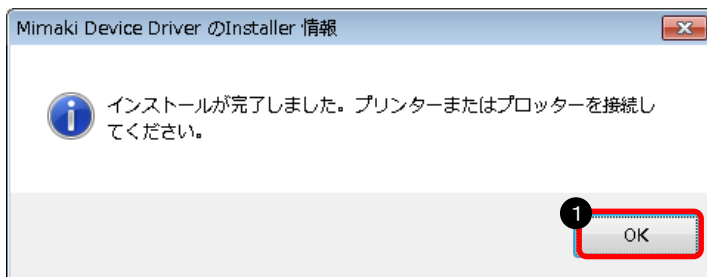 Mimaki Device Driver のInstaller 情報
インストールが完了しました。プリンターまたはプロッターを接続し
てください。
1
OK